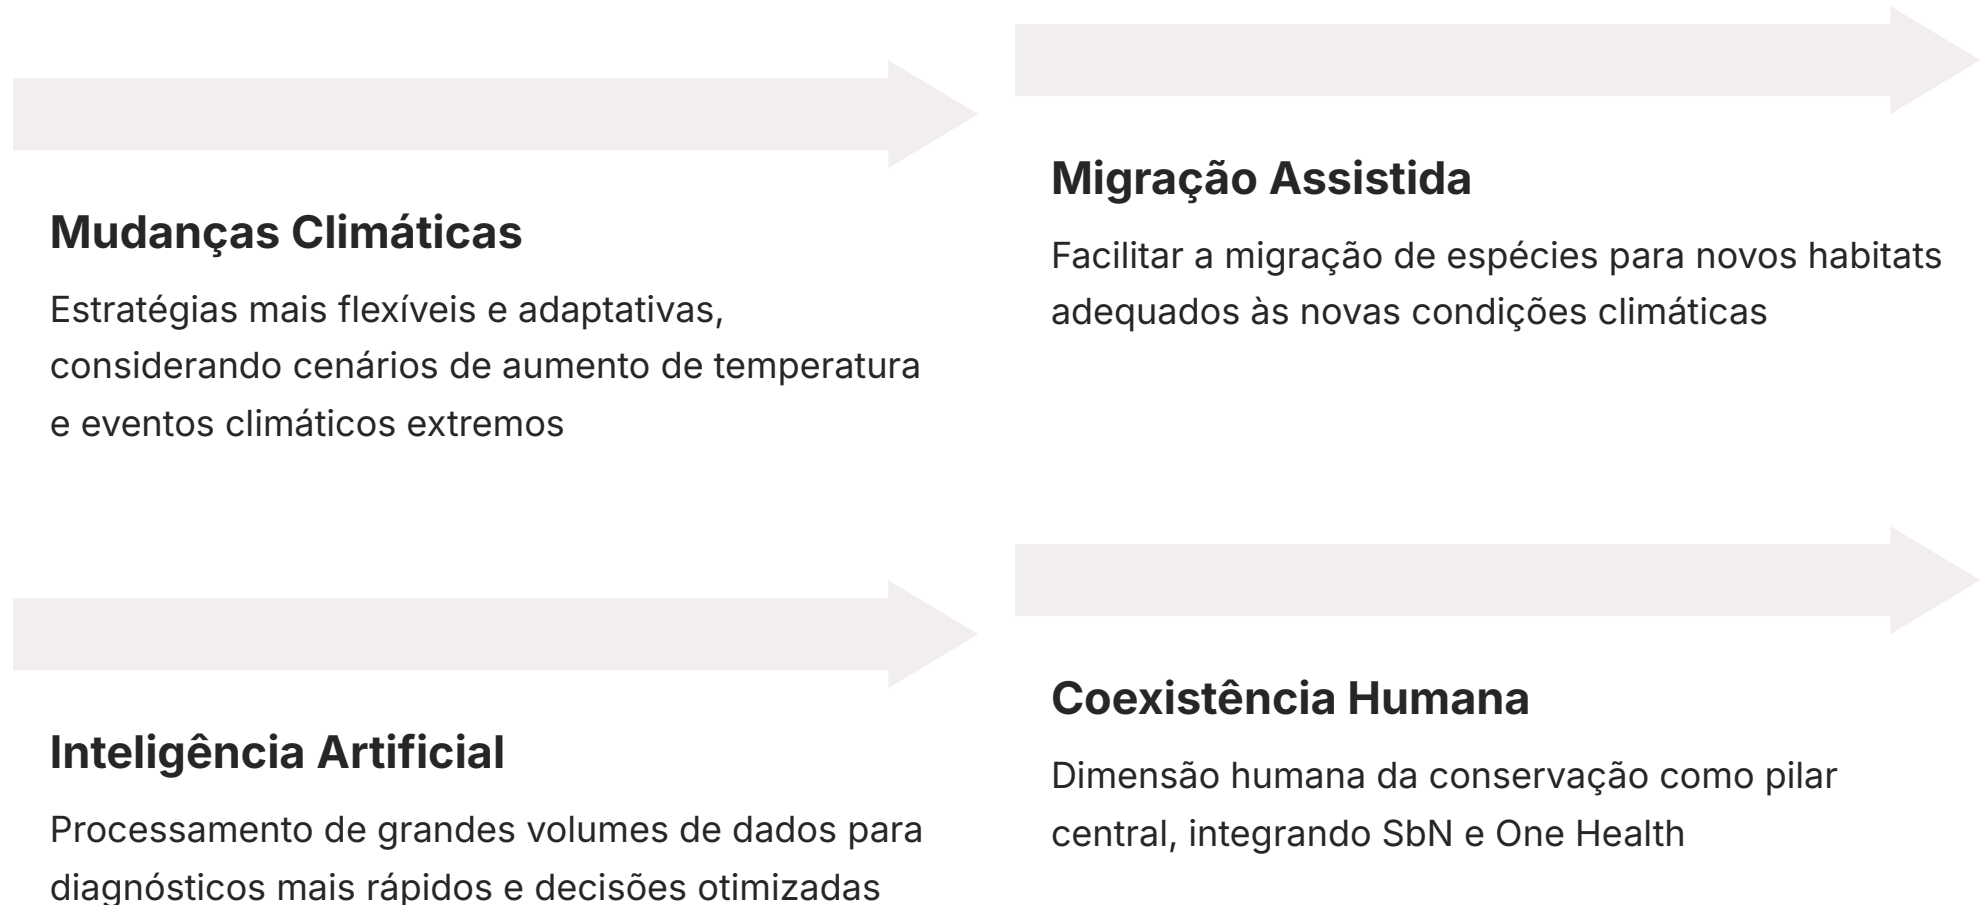 Mudanças Climáticas
Estratégias mais flexíveis e adaptativas,
considerando cenários de aumento de temperatura
e eventos climáticos extremos
Migração Assistida
Facilitar a migração de espécies para novos habitats
adequados às novas condições climáticas
Inteligência Artificial
Processamento de grandes volumes de dados para
diagnósticos mais rápidos e decisões otimizadas
Coexistência Humana
Dimensão humana da conservação como pilar
central, integrando SbN e One Health